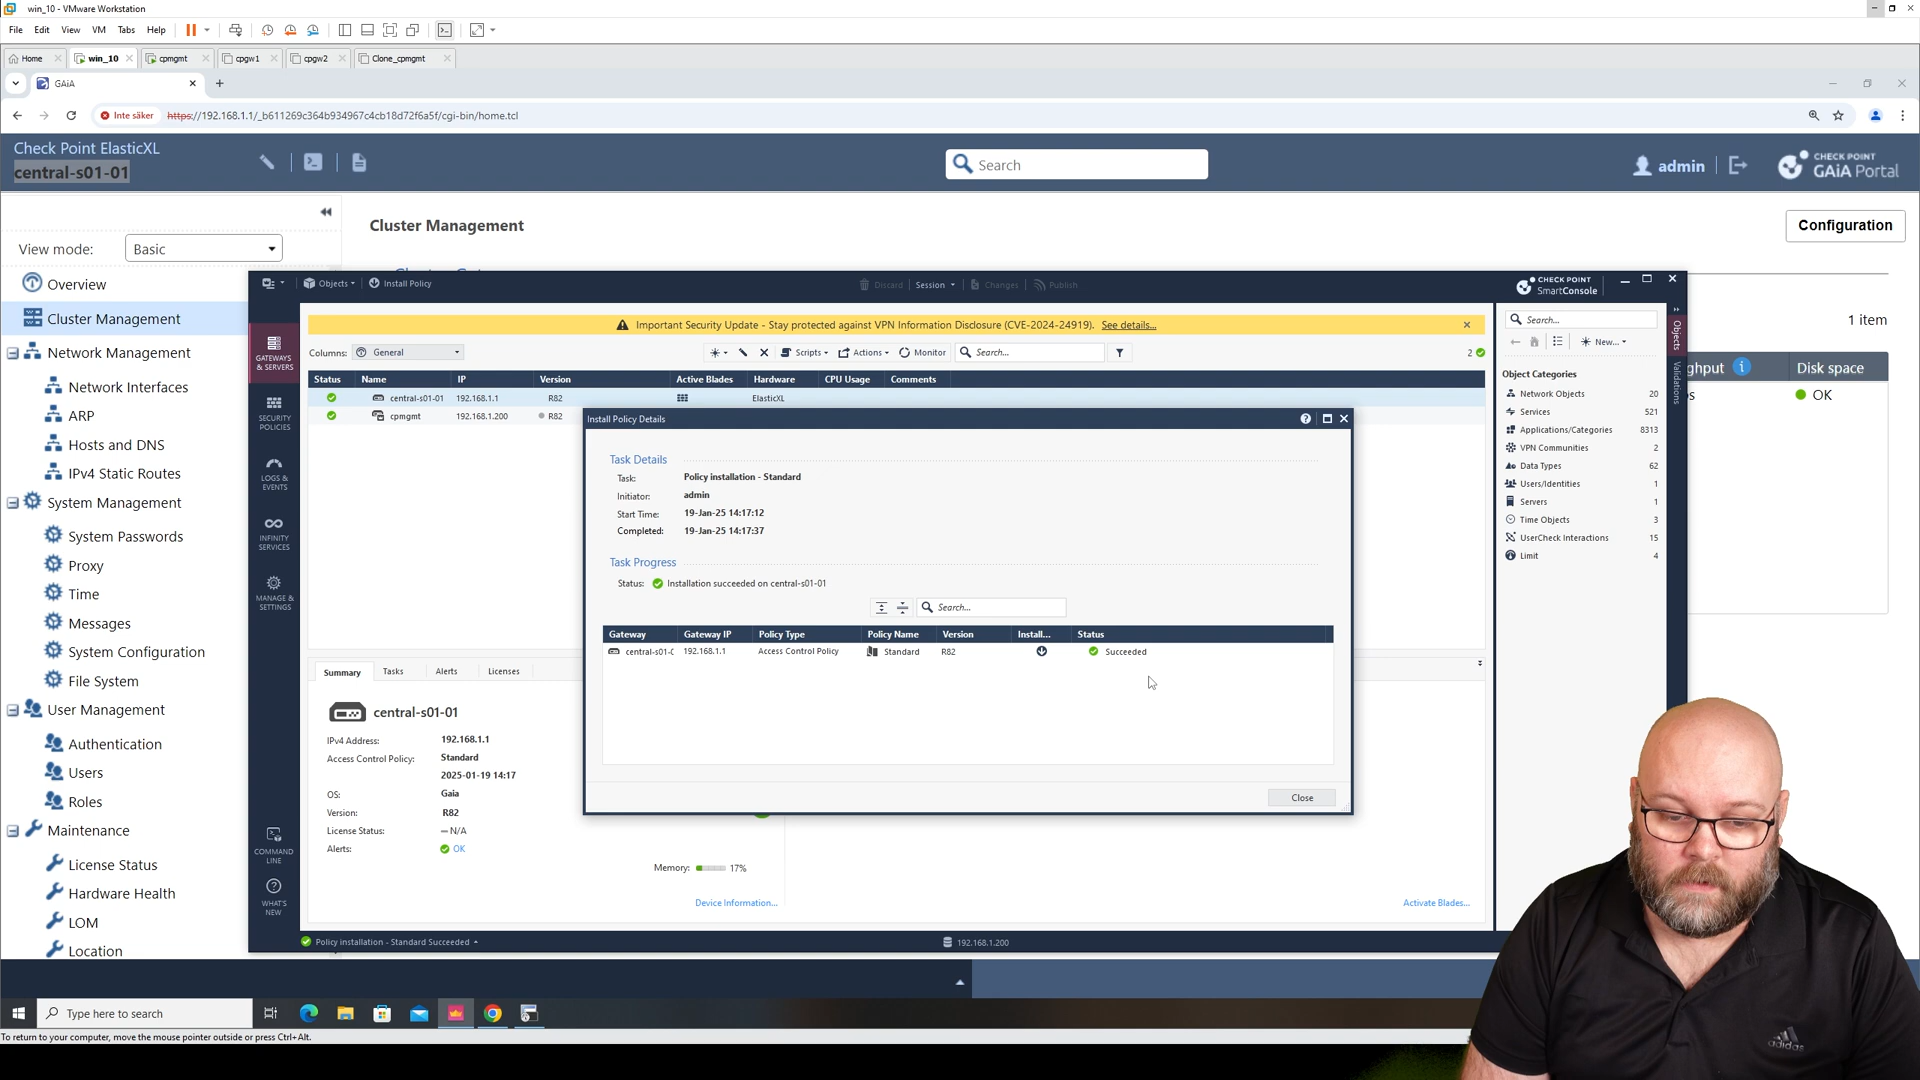 win_10 - VMware Workstation
File Edit View VM Tabs Help
Home win_10 cpmgmt cpgw1 cpgw2 Clone_cpmgmt
GAiA
Inte säker https://192.168.1.1/_b611269c364b934967c4cb18d72f6a5f/cgi-bin/home.tcl
Check Point ElasticXL
central-s01-01
Search
admin
CHECK POINT
GAiA Portal
Cluster Management
Configuration
View mode: Basic
Overview
Cluster Management
Network Management
Network Interfaces
ARP
Hosts and DNS
IPv4 Static Routes
System Management
System Passwords
Proxy
Time
Messages
System Configuration
File System
User Management
Authentication
Users
Roles
Maintenance
License Status
Hardware Health
LOM
Location
1 item
Disk space
OK
Objects Install Policy
Discard Session Changes Publish
CHECK POINT
SmartConsole
GATEWAYS
& SERVERS
SECURITY
POLICIES
LOGS &
EVENTS
INFINITY
SERVICES
MANAGE &
SETTINGS
COMMAND
LINE
WHAT'S
NEW
Important Security Update - Stay protected against VPN Information Disclosure (CVE-2024-24919). See details...
Columns: General
Scripts Actions Monitor Search...
2
Status Name IP Version Active Blades Hardware CPU Usage Comments
central-s01-01 192.168.1.1 R82 ElasticXL
cpmgmt 192.168.1.200 R82
Install Policy Details
Task Details
Task: Policy installation - Standard
Initiator: admin
Start Time: 19-Jan-25 14:17:12
Completed: 19-Jan-25 14:17:37
Task Progress
Status: Installation succeeded on central-s01-01
Search...
Gateway Gateway IP Policy Type Policy Name Version Install... Status
central-s01-0 192.168.1.1 Access Control Policy Standard R82 Succeeded
Close
Summary Tasks Alerts Licenses
central-s01-01
IPv4 Address: 192.168.1.1
Access Control Policy: Standard
2025-01-19 14:17
OS: Gaia
Version: R82
License Status: N/A
Alerts: OK
Memory: 17%
Device Information...
Activate Blades...
Search...
New...
Object Categories
Network Objects 20
Services 521
Applications/Categories 8313
VPN Communities 2
Data Types 62
Users/Identities 1
Servers 1
Time Objects 3
UserCheck Interactions 15
Limit 4
Objects
Validations
Policy installation - Standard Succeeded
192.168.1.200
Type here to search
To return to your computer, move the mouse pointer outside or press Ctrl+Alt.
adidas